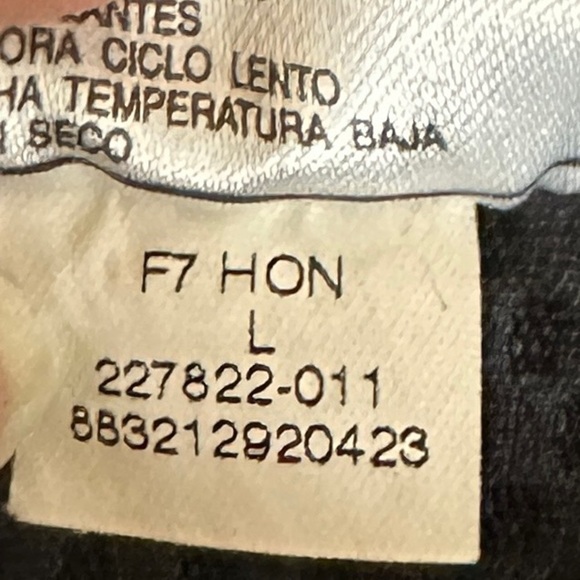 ANTES
ORA CICLO LENTO
HA TEMPERATURA BAJA
SECO
F7 HON
L
227822-011
883212920423